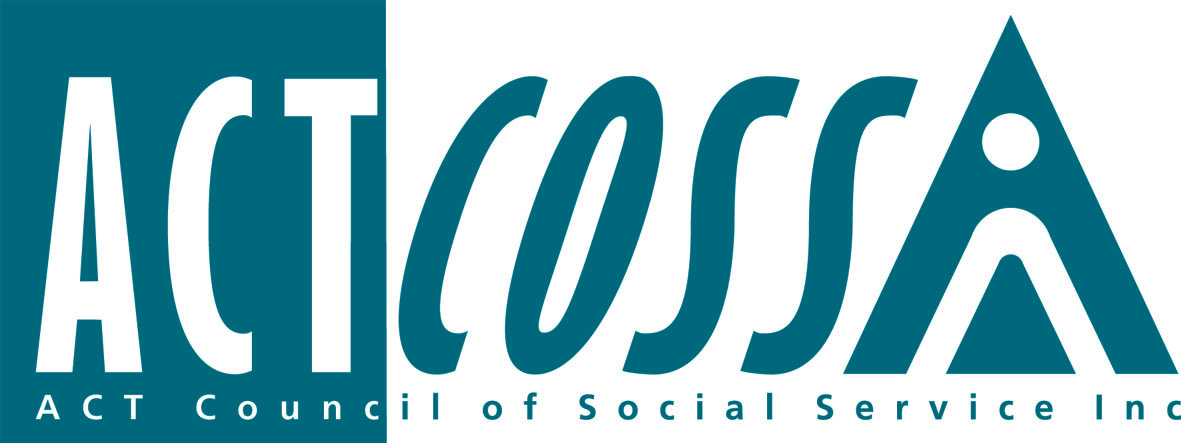 ACTCOSS
ACT Council of Social Service Inc